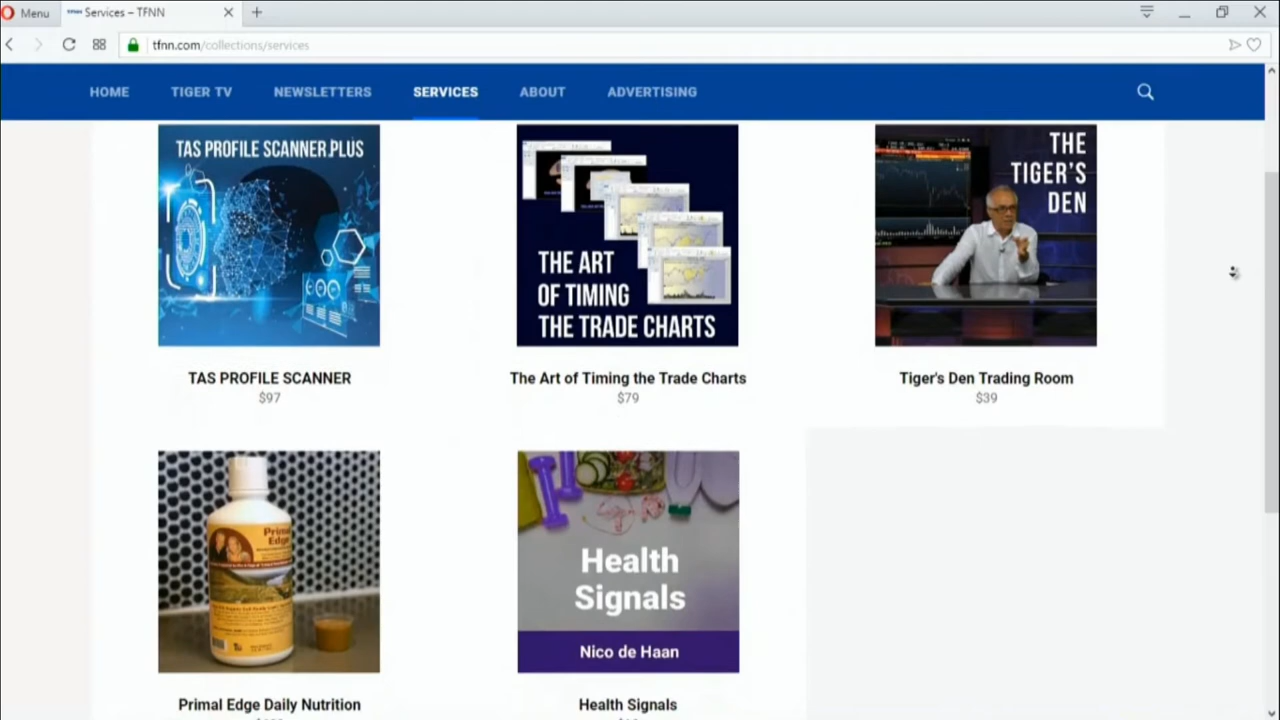 Menu
Services – TFNN
tfnn.com/collections/services
HOME TIGER TV NEWSLETTERS SERVICES ABOUT ADVERTISING
TAS PROFILE SCANNER.PLUS
THE ART
OF TIMING
THE TRADE CHARTS
THE
TIGER'S
DEN
TAS PROFILE SCANNER
$97
The Art of Timing the Trade Charts
$79
Tiger's Den Trading Room
$39
Primal
Edge
Health
Signals
Nico de Haan
Primal Edge Daily Nutrition
Health Signals